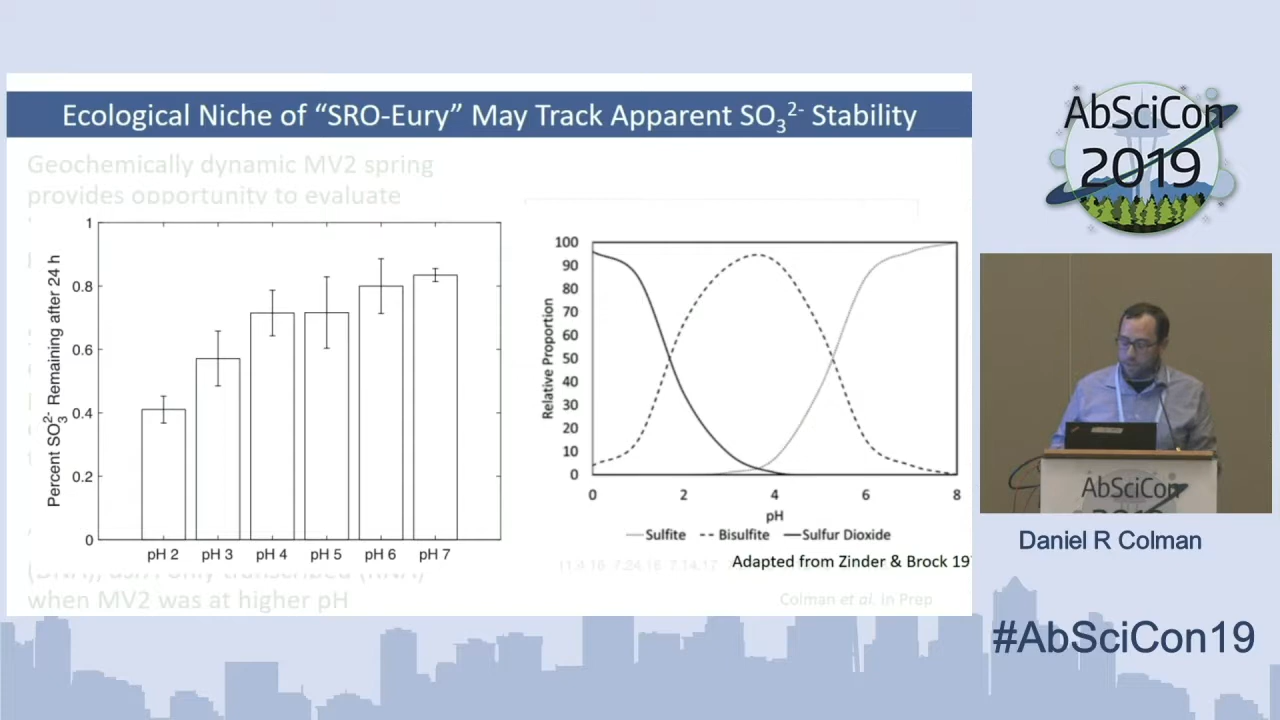 Ecological Niche of “SRO-Eury” May Track Apparent SO₃²⁻ Stability
Geochemically dynamic MV2 spring
provides opportunity to evaluate
Percent SO₃²⁻ Remaining after 24 h
1
0.8
0.6
0.4
0.2
0
pH 2 pH 3 pH 4 pH 5 pH 6 pH 7
Relative Proportion
100
90
80
70
60
50
40
30
20
10
0
0 2 4 6 8
pH
Sulfite Bisulfite Sulfur Dioxide
Adapted from Zinder & Brock 19
when MV2 was at higher pH
Colman et al. in Prep
AbSciCon
2019
AbSciCon
Daniel R Colman
#AbSciCon19